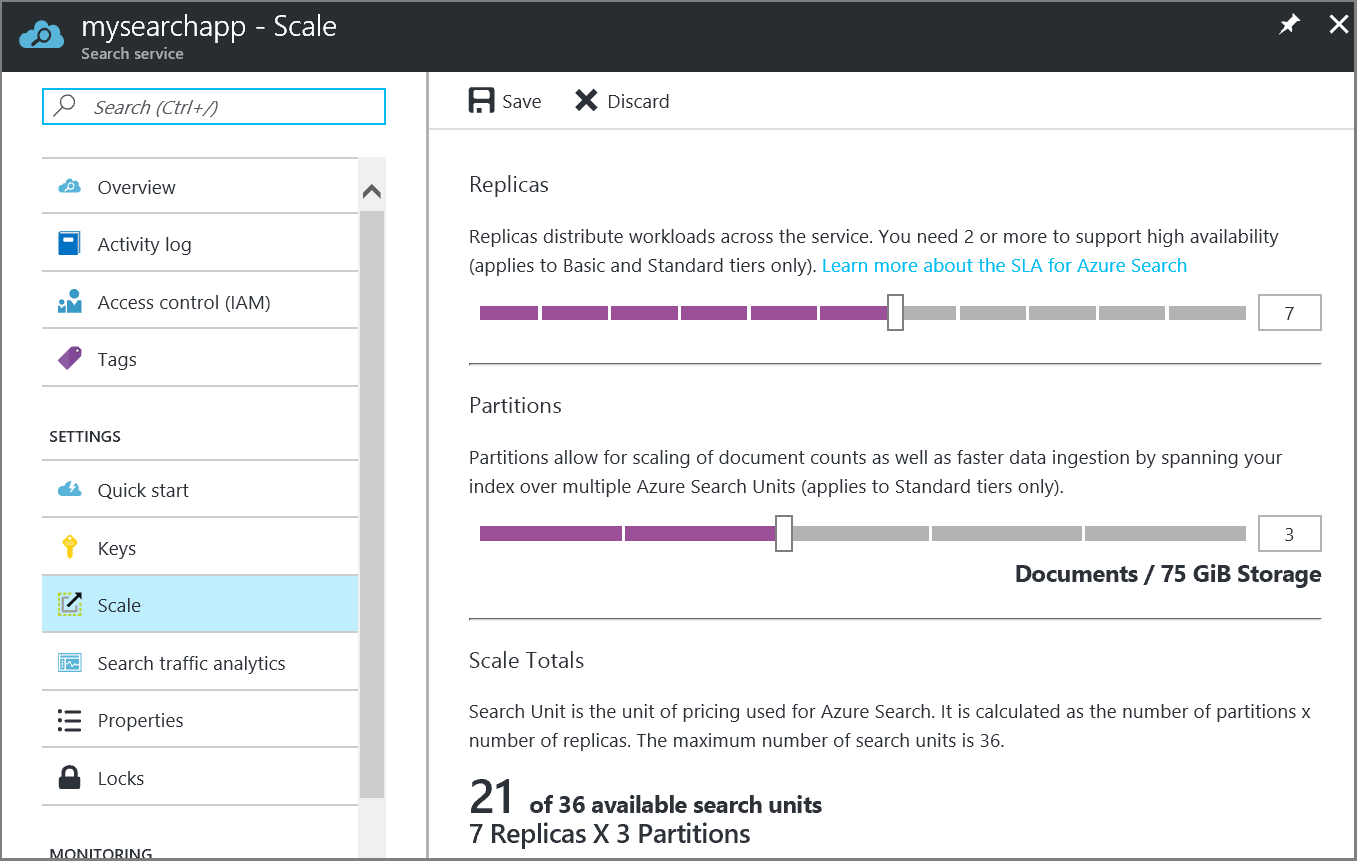 mysearchapp - Scale
Search service
Search (Ctrl+/)
Overview
Activity log
Access control (IAM)
Tags
SETTINGS
Quick start
Keys
Scale
Search traffic analytics
Properties
Locks
MONITORING
Save
Discard
Replicas
Replicas distribute workloads across the service. You need 2 or more to support high availability
(applies to Basic and Standard tiers only). Learn more about the SLA for Azure Search
7
Partitions
Partitions allow for scaling of document counts as well as faster data ingestion by spanning your
index over multiple Azure Search Units (applies to Standard tiers only).
3
Documents / 75 GiB Storage
Scale Totals
Search Unit is the unit of pricing used for Azure Search. It is calculated as the number of partitions x
number of replicas. The maximum number of search units is 36.
21 of 36 available search units
7 Replicas X 3 Partitions